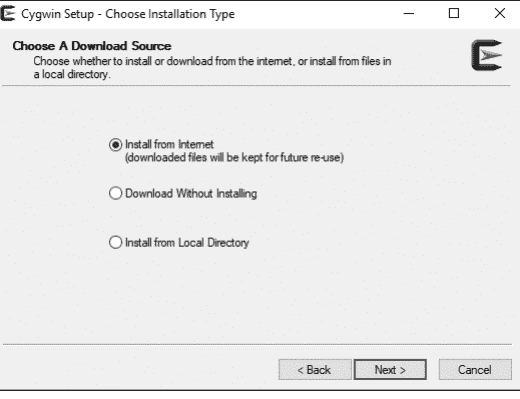 Cygwin Setup - Choose Installation Type
Choose A Download Source
Choose whether to install or download from the internet, or install from files in
a local directory.
Install from Internet
(downloaded files will be kept for future re-use)
Download Without Installing
Install from Local Directory
< Back
Next >
Cancel